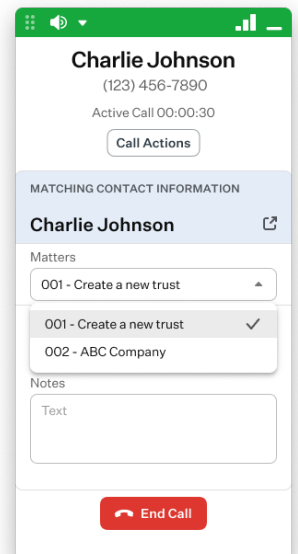 Charlie Johnson
(123) 456-7890
Active Call 00:00:30
Call Actions
MATCHING CONTACT INFORMATION
Charlie Johnson
Matters
001 - Create a new trust
001 - Create a new trust
002 - ABC Company
Notes
Text
End Call